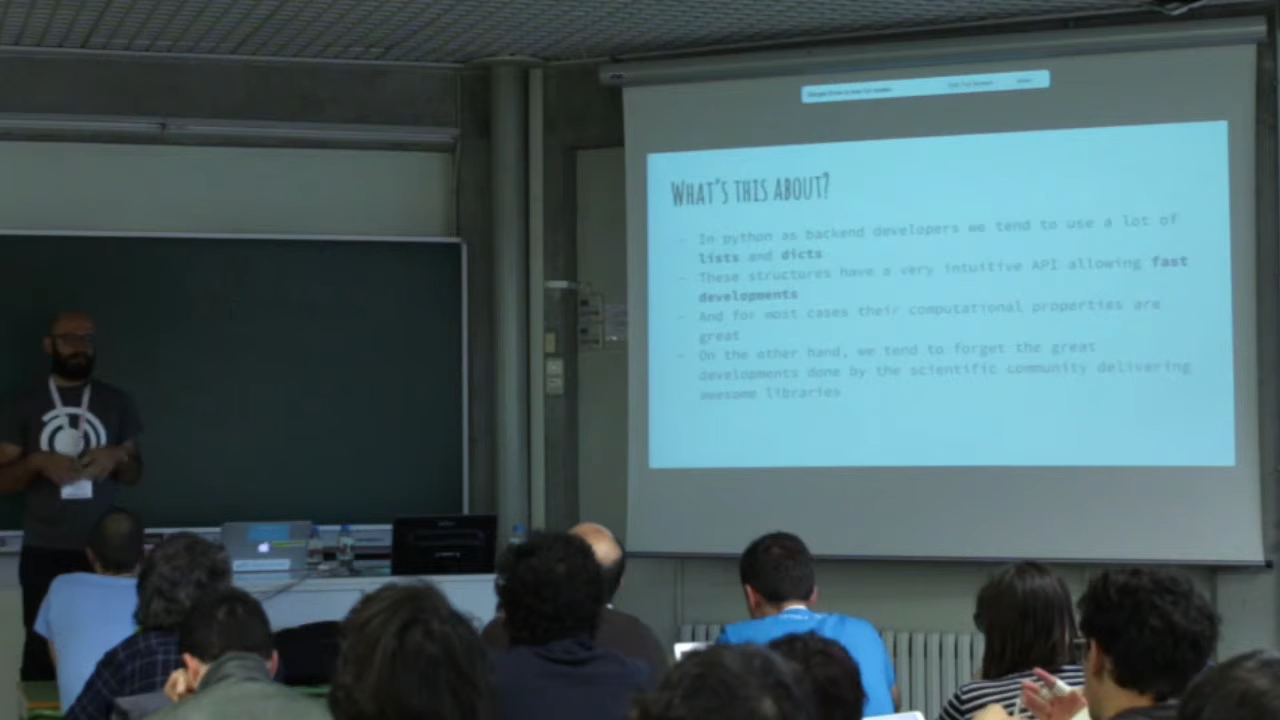 WHAT'S THIS ABOUT?
- In python as backend developers we tend to use a lot of
lists and dicts
- These structures have a very intuitive API allowing fast
developments
- And for most cases their computational properties are
great
- On the other hand, we tend to forget the great
developments done by the scientific community delivering
awesome libraries